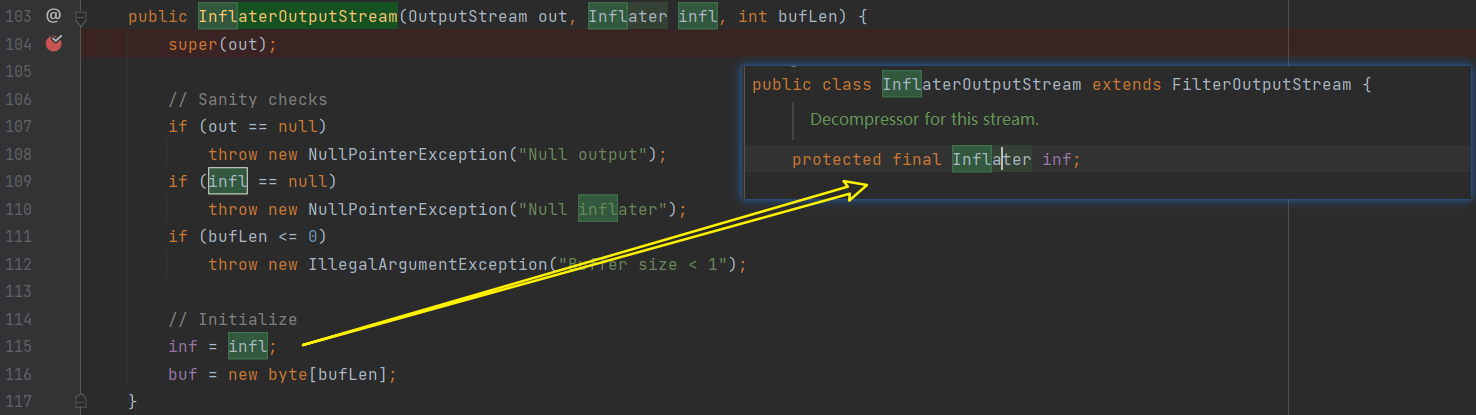 103 @ public InflaterOutputStream(OutputStream out, Inflater infl, int bufLen) {
104 super(out);
105
106 // Sanity checks
107 if (out == null)
108 throw new NullPointerException("Null output");
109 if (infl == null)
110 throw new NullPointerException("Null inflater");
111 if (bufLen <= 0)
112 throw new IllegalArgumentException("Buffer size < 1");
113
114 // Initialize
115 inf = infl;
116 buf = new byte[bufLen];
117 }
public class InflaterOutputStream extends FilterOutputStream {
Decompressor for this stream.
protected final Inflater inf;